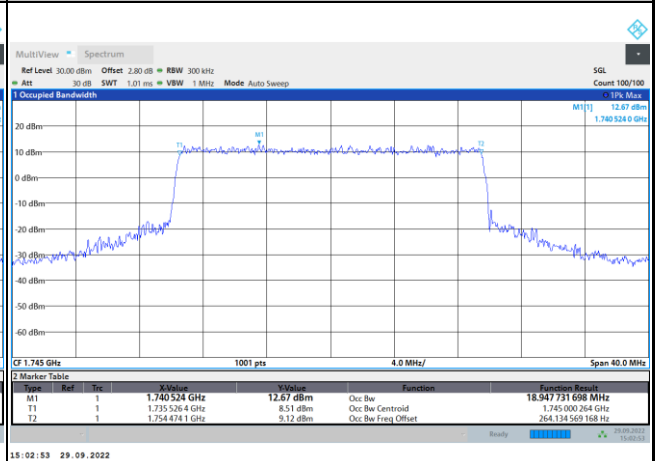 MultiView Spectrum
Ref Level 30.00 dBm Offset 2.80 dB RBW 300 kHz SGL
Att 30 dB SWT 1.01 ms VBW 1 MHz Mode Auto Sweep Count 100/100
1 Occupied Bandwidth 1Pk Max
M1[1] 12.67 dBm
1.740 524 0 GHz
20 dBm
M1
T1
T2
10 dBm
0 dBm
-10 dBm
-20 dBm
-30 dBm
-40 dBm
-50 dBm
-60 dBm
CF 1.745 GHz 1001 pts 4.0 MHz/ Span 40.0 MHz
2 Marker Table
Type Ref Trc X-Value Y-Value Function Function Result
M1 1 1.740 524 GHz 12.67 dBm Occ Bw 18.947 731 698 MHz
T1 1 1.735 526 4 GHz 8.51 dBm Occ Bw Centroid 1.745 000 264 GHz
T2 1 1.754 474 1 GHz 9.12 dBm Occ Bw Freq Offset 264.134 569 168 Hz
Ready 29.09.2022
15:02:53
15:02:53 29.09.2022